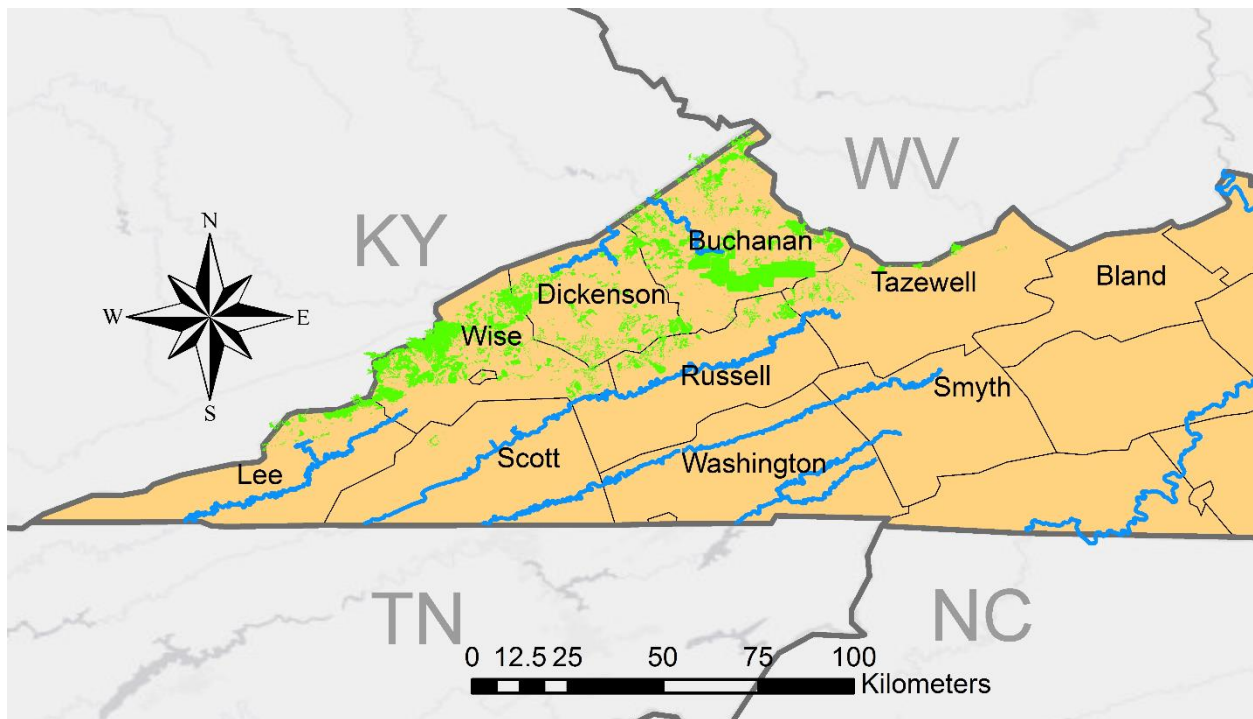 WV
KY
N
W
E
S
Buchanan
Dickenson
Tazewell
Bland
Wise
Russell
Smyth
Lee
Scott
Washington
TN
NC
0 12.5 25 50 75 100
Kilometers